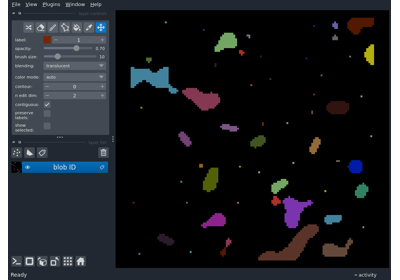 File View Plugins Window Help
label: 1
opacity: 0.70
brush size: 10
blending: translucent
color mode: auto
contour: 0
n edit dim: 2
contiguous:
preserve labels:
show selected:
blob ID
Ready
activity